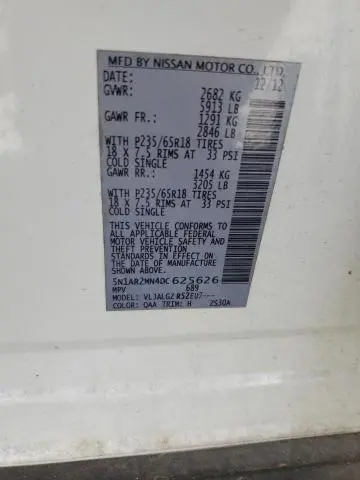 MFD BY NISSAN MOTOR CO., LTD.
DATE: 12/12
GVWR: 2682 KG
5913 LB
GAWR FR.: 1291 KG
2846 LB
WITH P235/65R18 TIRES
18 X 7.5 RIMS AT 33 PSI
COLD SINGLE
GAWR RR.: 1454 KG
3205 LB
WITH P235/65R18 TIRES
18 X 7.5 RIMS AT 33 PSI
COLD SINGLE
THIS VEHICLE CONFORMS TO ALL
APPLICABLE FEDERAL MOTOR
VEHICLE SAFETY STANDARDS
IN EFFECT ON THE DATE OF
MANUFACTURE SHOWN ABOVE.
5N1AR2MN4DC625626
MPV 689
MODEL: VLJALGZ R52EU7---
COLOR: QAA TRIM: H 2S30A